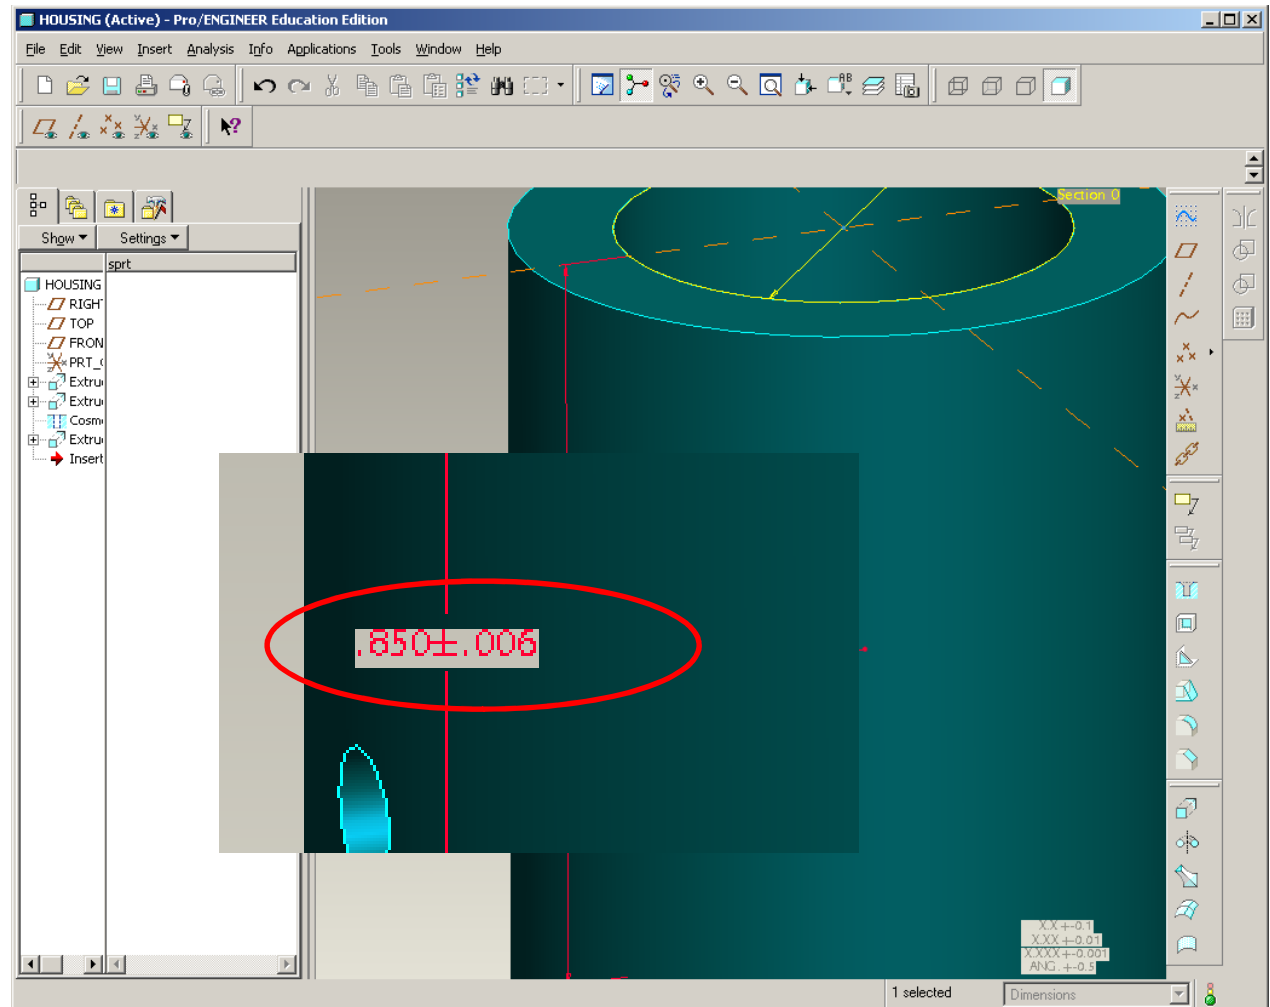 HOUSING (Active) - Pro/ENGINEER Education Edition
File Edit View Insert Analysis Info Applications Tools Window Help
Show Settings
sprt
HOUSING
RIGHT
TOP
FRON
PRT_
Extru
Extru
Cosm
Extru
Insert
Section 0
.850±.006
X.X +-0.1
X.XX +-0.01
X.XXX+-0.001
ANG. +-0.5
1 selected
Dimensions